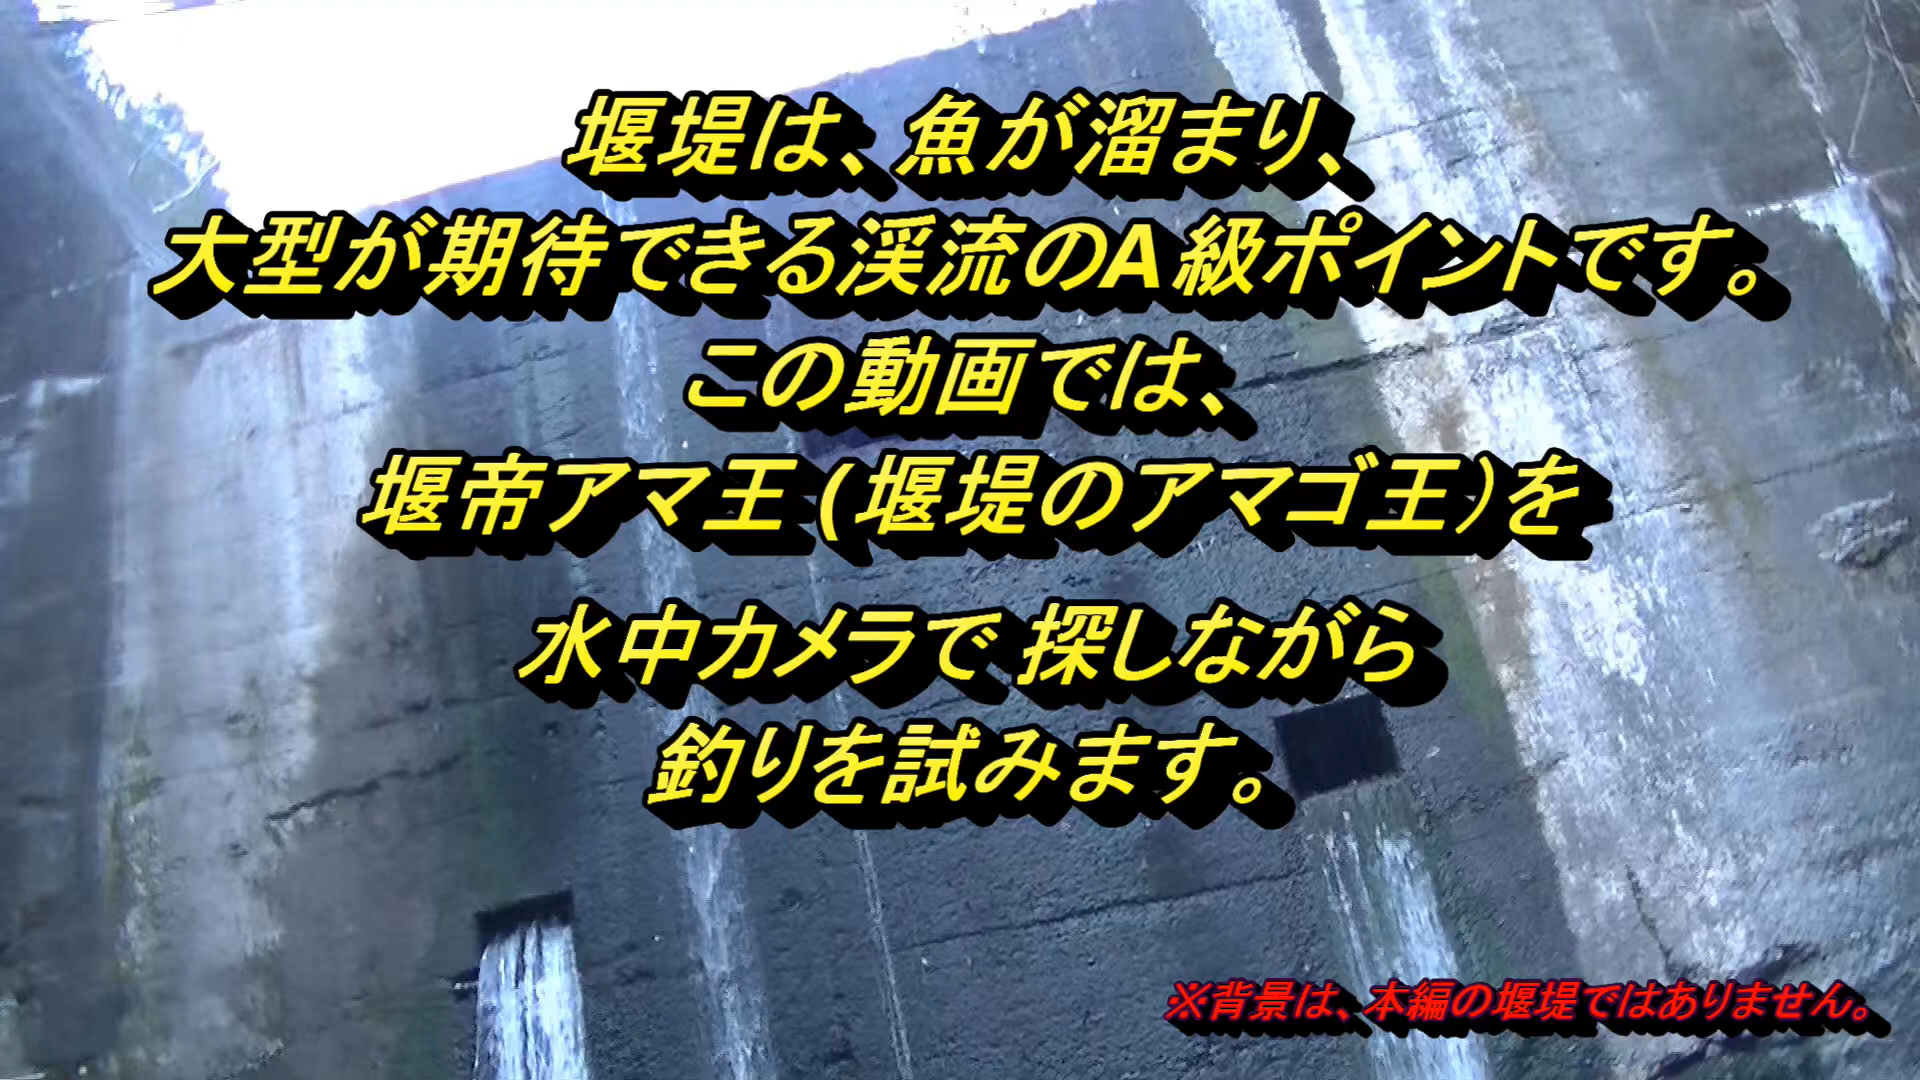 堰堤は、魚が溜まり、
大型が期待できる渓流のA級ポイントです。
この動画では、
堰帝アマ王(堰堤のアマゴ王)を
水中カメラで探しながら
釣りを試みます。
※背景は、本編の堰堤ではありません。